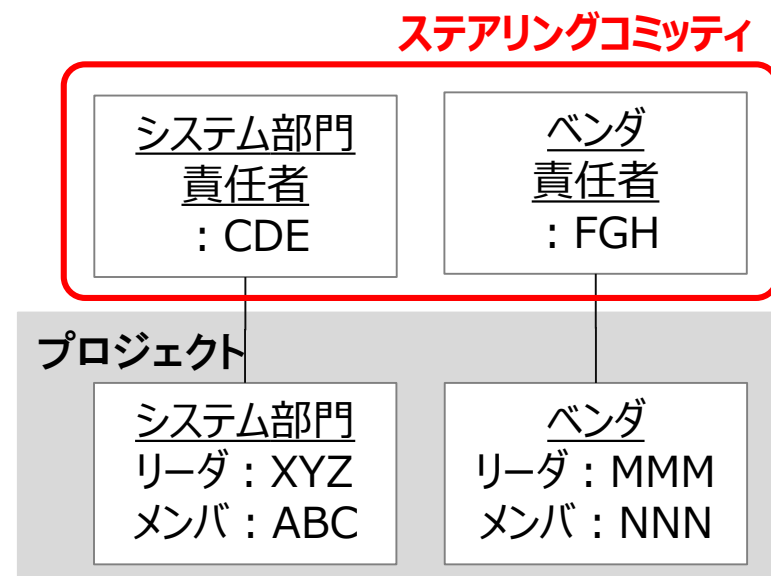 ステアリングコミッティ
システム部門
責任者
：CDE
ベンダ
責任者
：FGH
プロジェクト
システム部門
リーダ：XYZ
メンバ：ABC
ベンダ
リーダ：MMM
メンバ：NNN